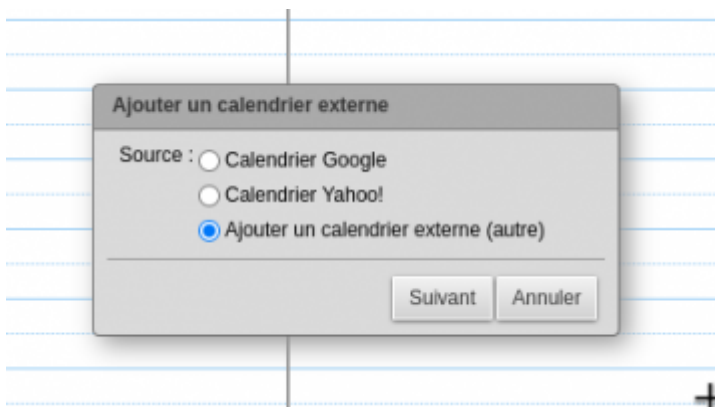 Ajouter un calendrier externe
Source : Calendrier Google
Calendrier Yahoo!
Ajouter un calendrier externe (autre)
Suivant Annuler